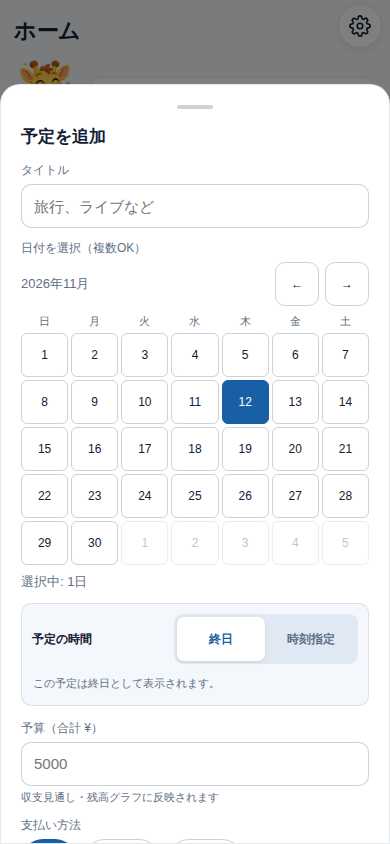 ホーム
予定を追加
タイトル
旅行、ライブなど
日付を選択（複数OK）
2026年11月
← →
日 月 火 水 木 金 土
1 2 3 4 5 6 7
8 9 10 11 12 13 14
15 16 17 18 19 20 21
22 23 24 25 26 27 28
29 30 1 2 3 4 5
選択中: 1日
予定の時間 終日 時刻指定
この予定は終日として表示されます。
予算（合計 ¥）
5000
収支見通し・残高グラフに反映されます
支払い方法